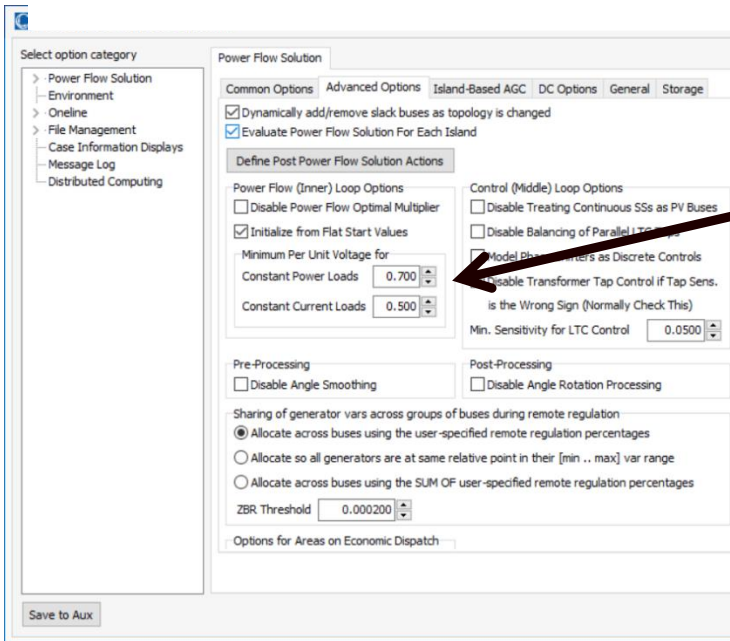 Select option category
Power Flow Solution
Environment
Oneline
File Management
Case Information Displays
Message Log
Distributed Computing
Power Flow Solution
Common Options Advanced Options Island-Based AGC DC Options General Storage
Dynamically add/remove slack buses as topology is changed
Evaluate Power Flow Solution For Each Island
Define Post Power Flow Solution Actions
Power Flow (Inner) Loop Options
Disable Power Flow Optimal Multiplier
Initialize from Flat Start Values
Minimum Per Unit Voltage for
Constant Power Loads 0.700
Constant Current Loads 0.500
Control (Middle) Loop Options
Disable Treating Continuous SSs as PV Buses
Disable Balancing of Parallel LTC
Model as Discrete Controls
Disable Transformer Tap Control if Tap Sens.
is the Wrong Sign (Normally Check This)
Min. Sensitivity for LTC Control 0.0500
Pre-Processing
Disable Angle Smoothing
Post-Processing
Disable Angle Rotation Processing
Sharing of generator vars across groups of buses during remote regulation
Allocate across buses using the user-specified remote regulation percentages
Allocate so all generators are at same relative point in their [min .. max] var range
Allocate across buses using the SUM OF user-specified remote regulation percentages
ZBR Threshold 0.000200
Options for Areas on Economic Dispatch
Save to Aux